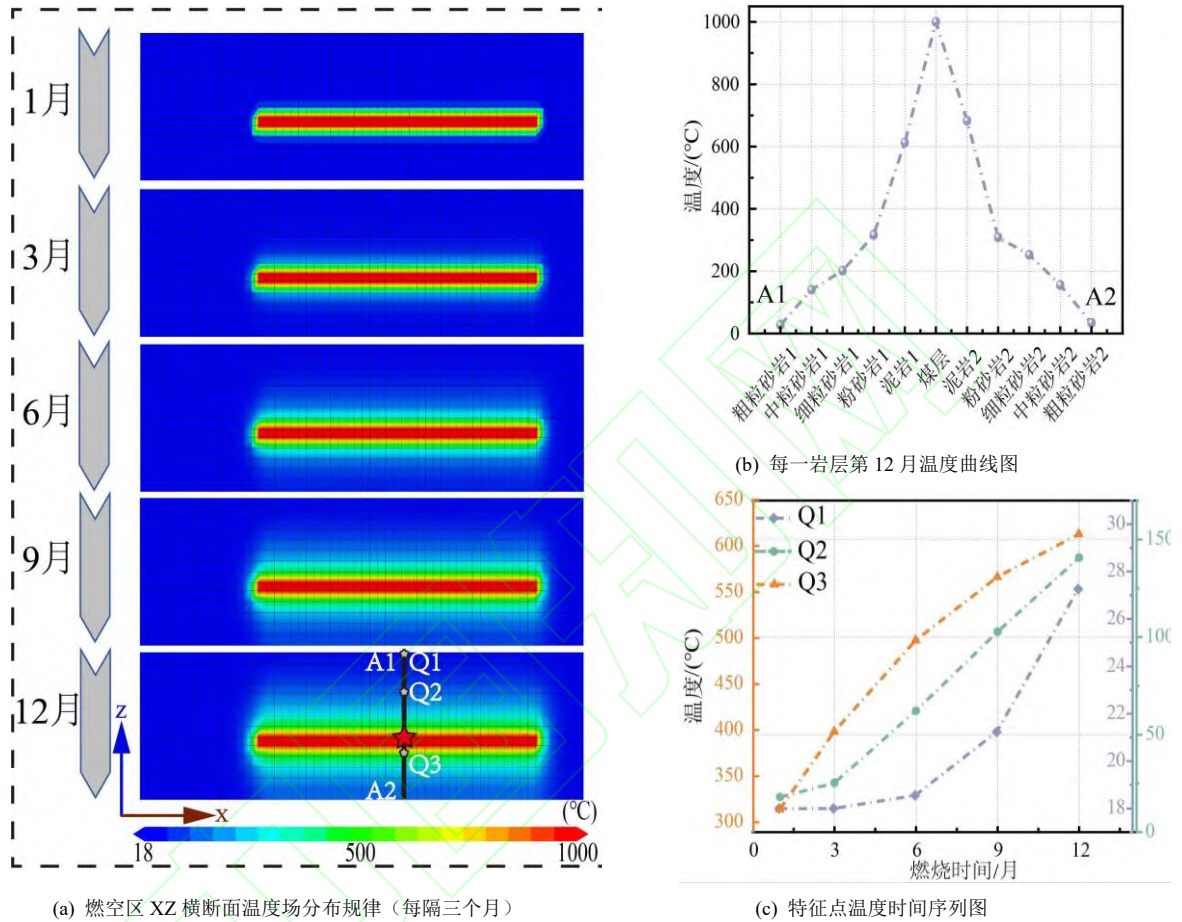 1月
3月
6月
9月
12月
z
x
A1
Q1
Q2
Q3
A2
(℃)
18
500
1000
(a) 燃空区 XZ 横断面温度场分布规律（每隔三个月）
温度/(°C)
1000
800
600
400
200
0
A1
A2
粗粒砂岩1
中粒砂岩1
细粒砂岩1
粉砂岩1
泥岩1
煤层
泥岩2
粉砂岩2
细粒砂岩2
中粒砂岩2
粗粒砂岩2
(b) 每一岩层第 12 月温度曲线图
Q1
Q2
Q3
温度/(°C)
650
600
550
500
450
400
350
300
30
28
26
24
22
20
18
150
100
50
0
0
3
6
9
12
燃烧时间/月
(c) 特征点温度时间序列图